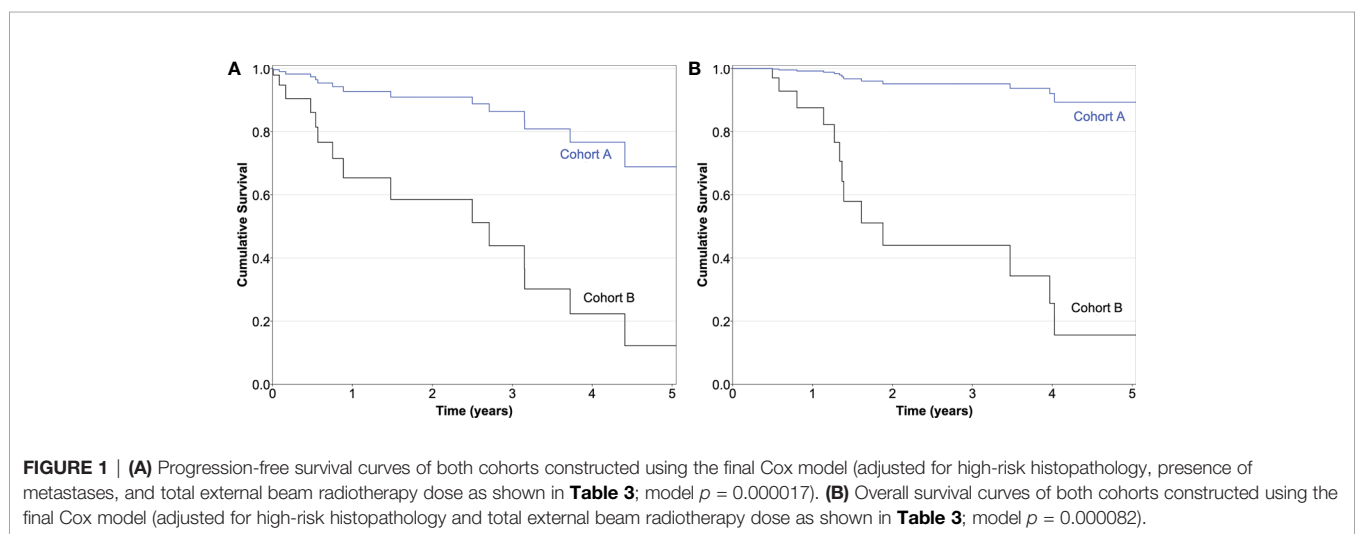 A
B
1.0
0.8
0.6
0.4
0.2
0.0
Cumulative Survival
Cohort A
Cohort B
0 1 2 3 4 5
Time (years)
1.0
0.8
0.6
0.4
0.2
0.0
Cumulative Survival
Cohort A
Cohort B
0 1 2 3 4 5
Time (years)
FIGURE 1 | (A) Progression-free survival curves of both cohorts constructed using the final Cox model (adjusted for high-risk histopathology, presence of
metastases, and total external beam radiotherapy dose as shown in Table 3; model p = 0.000017). (B) Overall survival curves of both cohorts constructed using the
final Cox model (adjusted for high-risk histopathology and total external beam radiotherapy dose as shown in Table 3; model p = 0.000082).